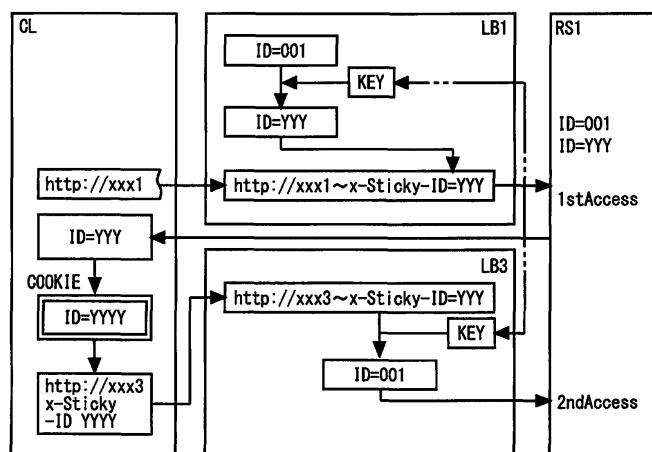 CL
LB1
RS1
ID=001
KEY
ID=YYY
ID=001
ID=YYY
http://xxx1
http://xxx1～x-Sticky-ID=YYY
1stAccess
ID=YYY
LB3
COOKIE
http://xxx3～x-Sticky-ID=YYY
ID=YYYY
KEY
ID=001
http://xxx3
x-Sticky
-ID YYYY
2ndAccess